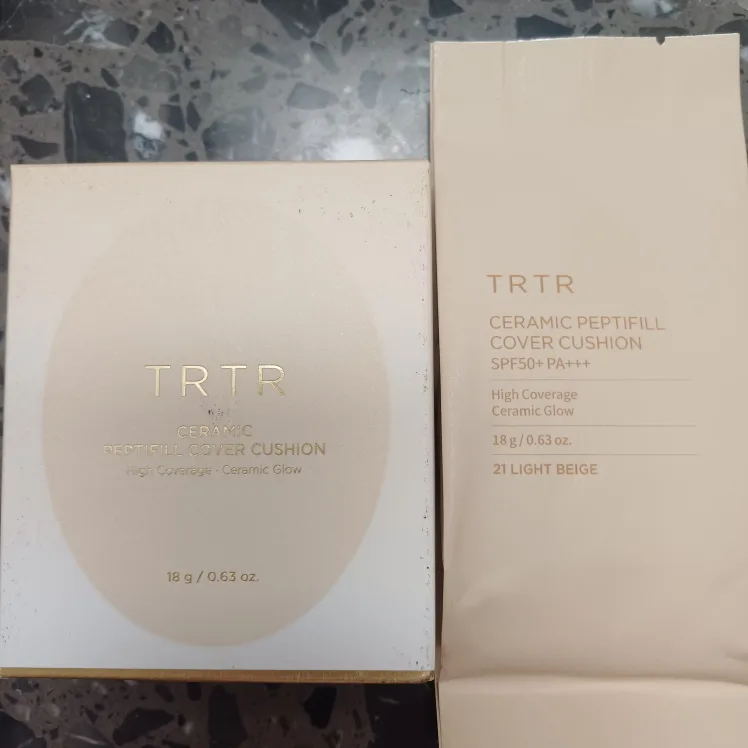 TRTR
CERAMIC
PEPTIFILL COVER CUSHION
High Coverage · Ceramic Glow
18 g / 0.63 oz.
TRTR
CERAMIC PEPTIFILL
COVER CUSHION
SPF50+ PA+++
High Coverage
Ceramic Glow
18 g / 0.63 oz.
21 LIGHT BEIGE